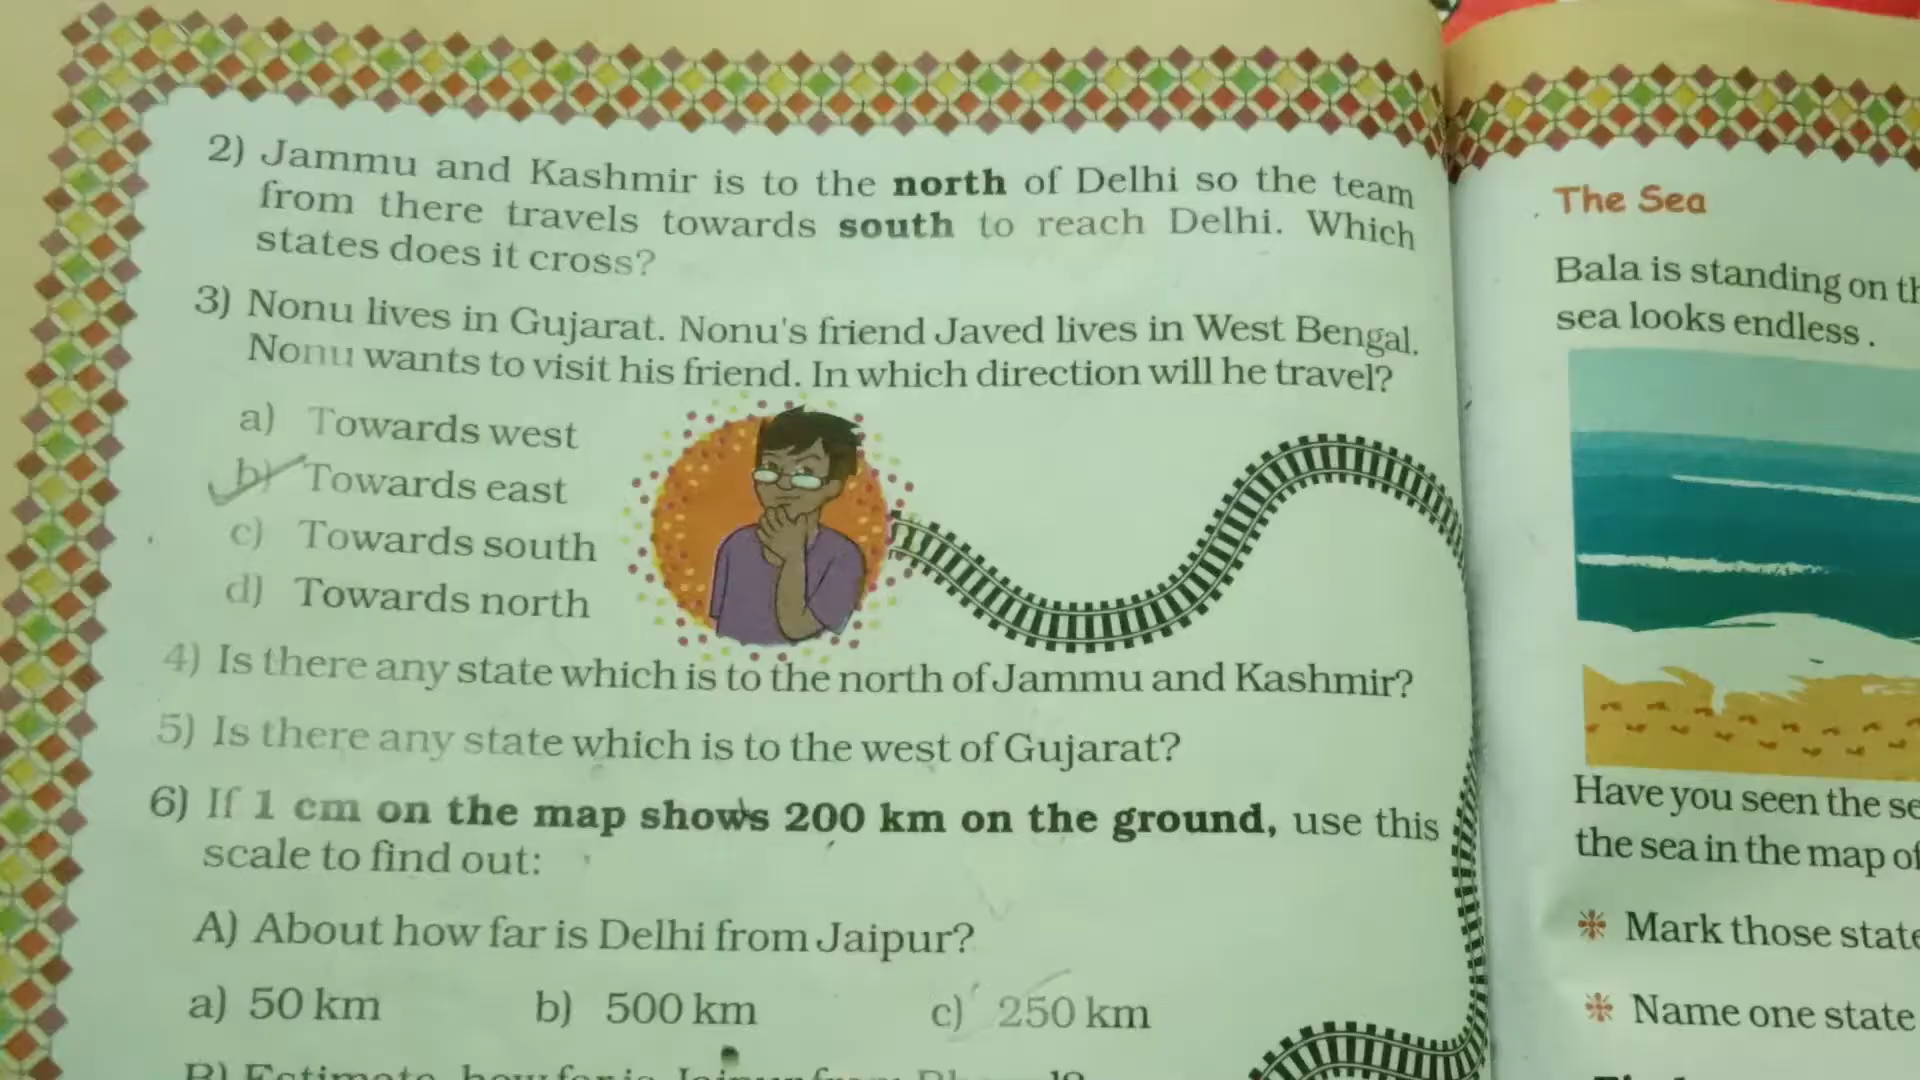 2) Jammu and Kashmir is to the north of Delhi so the team
from there travels towards south to reach Delhi. Which
states does it cross?
3) Nonu lives in Gujarat. Nonu's friend Javed lives in West Bengal.
Nonu wants to visit his friend. In which direction will he travel?
a) Towards west
b) Towards east
c) Towards south
d) Towards north
4) Is there any state which is to the north of Jammu and Kashmir?
5) Is there any state which is to the west of Gujarat?
6) If 1 cm on the map shows 200 km on the ground, use this
scale to find out:
A) About how far is Delhi from Jaipur?
a) 50 km b) 500 km c) 250 km
The Sea
Bala is standing on
sea looks endless.
Have you seen the
the sea in the map
Mark those
Name one state